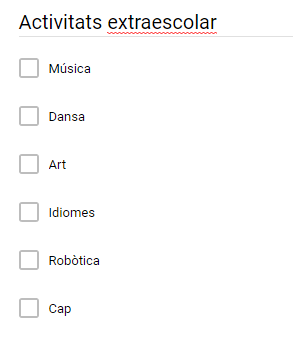 Activitats extraescolar
Música
Dansa
Art
Idiomes
Robòtica
Cap